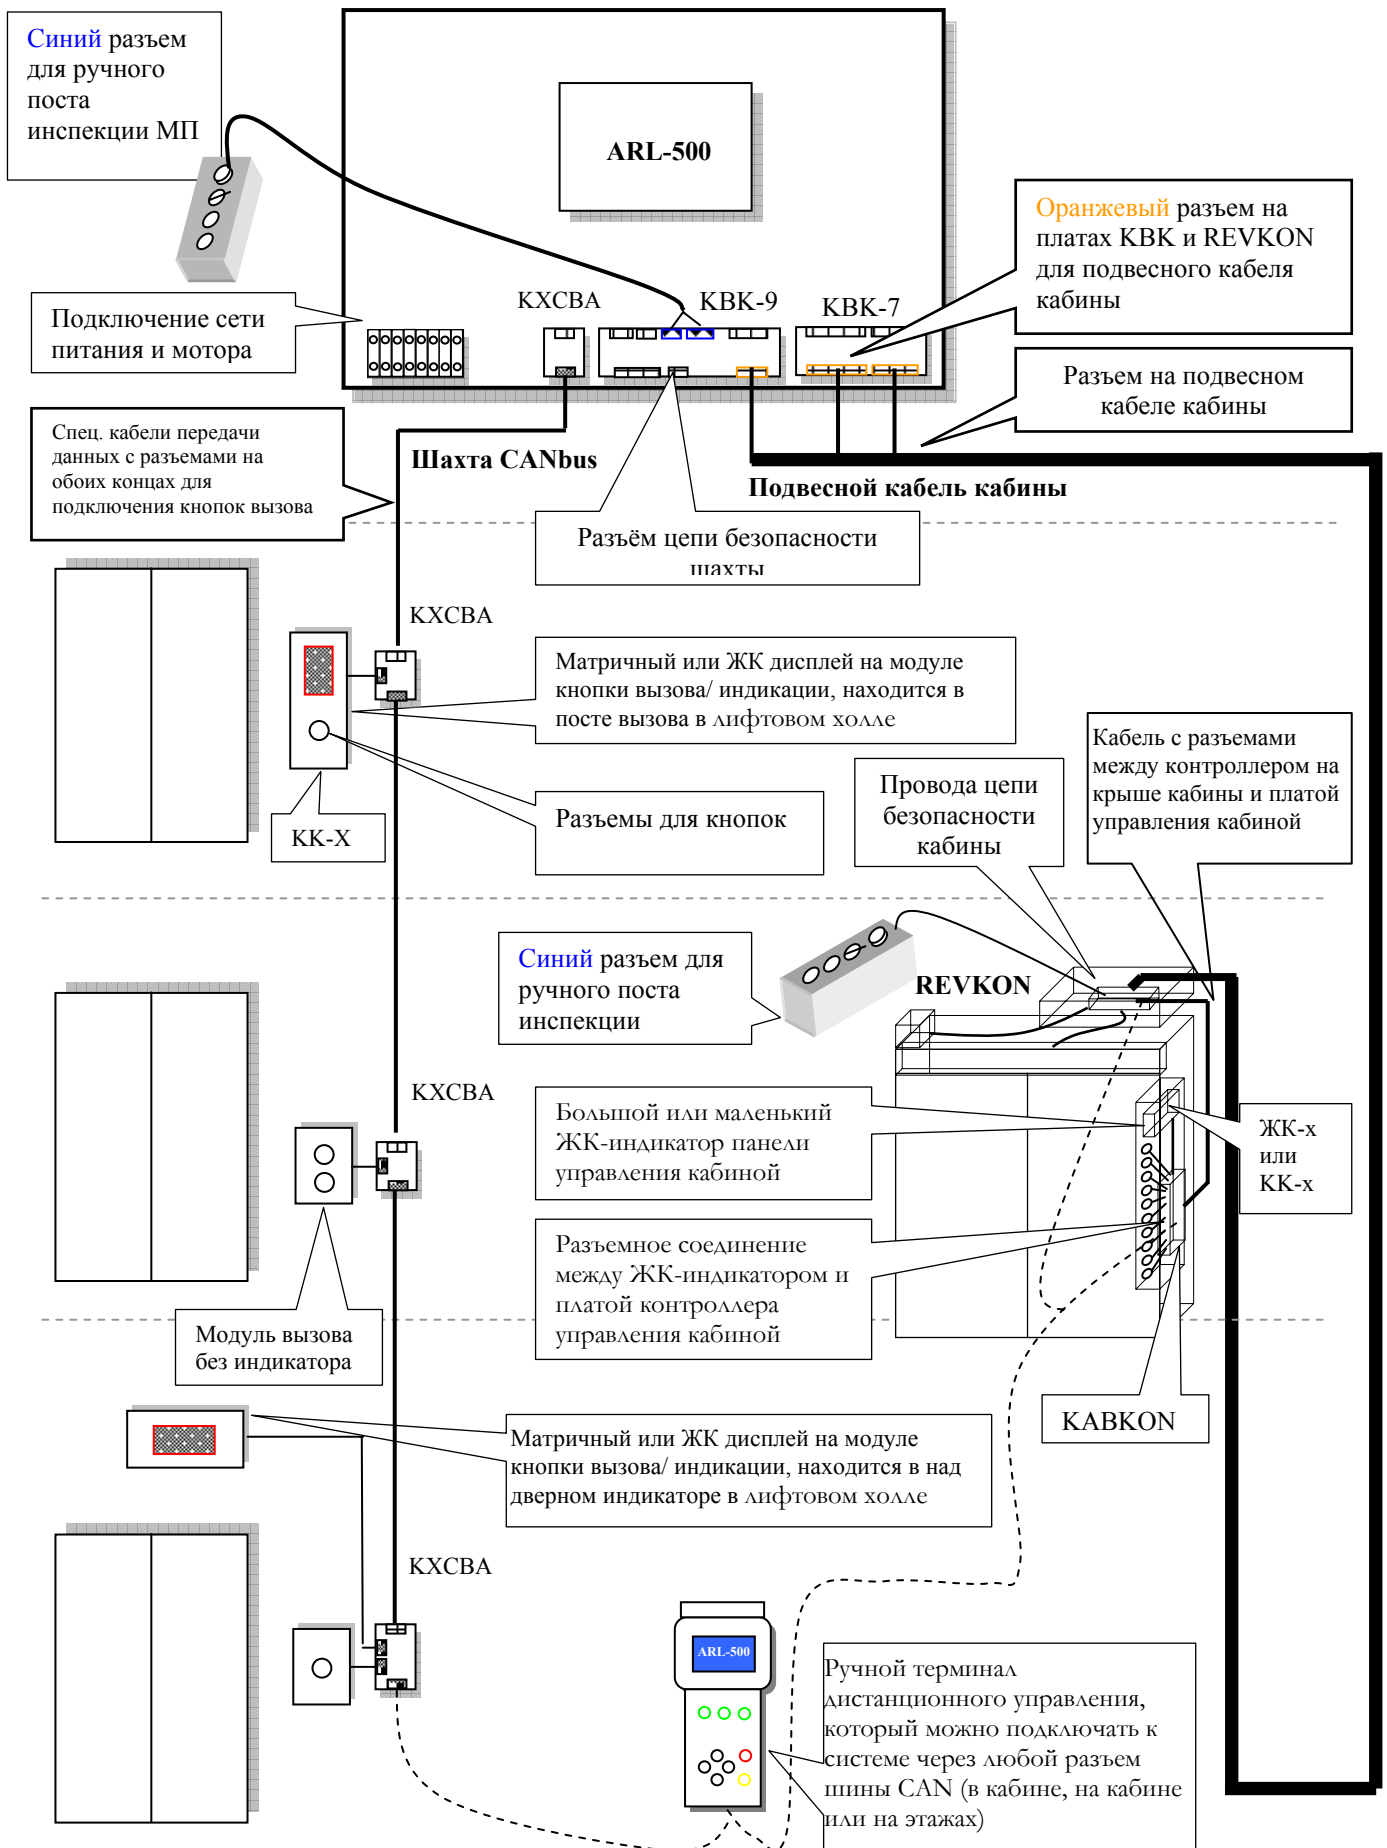 Синий разъем
для ручного
поста
инспекции МП
ARL-500
Оранжевый разъем на
платах KBK и REVKON
для подвесного кабеля
кабины
Подключение сети
питания и мотора
KXCBA
KBK-9
KBK-7
Разъем на подвесном
кабеле кабины
Спец. кабели передачи
данных с разъемами на
обоих концах для
подключения кнопок вызова
Шахта CANbus
Подвесной кабель кабины
Разъём цепи безопасности
шахты
KXCBA
Матричный или ЖК дисплей на модуле
кнопки вызова/ индикации, находится в
посте вызова в лифтовом холле
Кабель с разъемами
между контроллером на
крыше кабины и платой
управления кабиной
Провода цепи
безопасности
кабины
Разъемы для кнопок
KK-X
Синий разъем для
ручного поста
инспекции
REVKON
KXCBA
Большой или маленький
ЖК-индикатор панели
управления кабиной
ЖК-х
или
KK-x
Разъемное соединение
между ЖК-индикатором и
платой контроллера
управления кабиной
Модуль вызова
без индикатора
KABKON
Матричный или ЖК дисплей на модуле
кнопки вызова/ индикации, находится в над
дверном индикаторе в лифтовом холле
KXCBA
ARL-500
Ручной терминал
дистанционного управления,
который можно подключать к
системе через любой разъем
шины CAN (в кабине, на кабине
или на этажах)